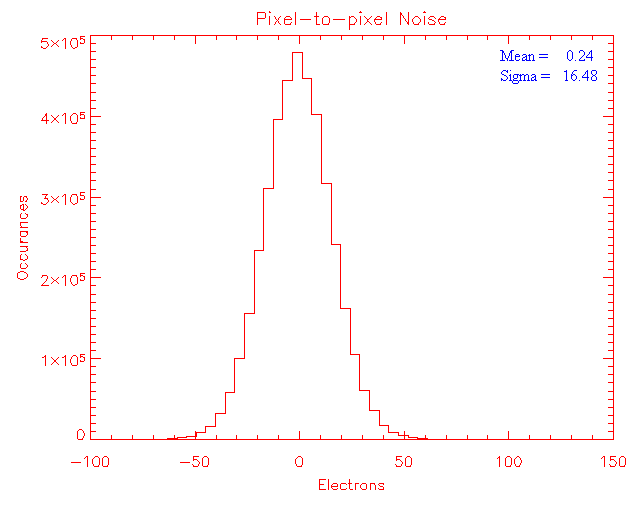 Pixel-to-pixel Noise
Mean = 0.24
Sigma = 16.48
5×10⁵
4×10⁵
3×10⁵
2×10⁵
1×10⁵
0
Occurances
-100 -50 0 50 100 150
Electrons